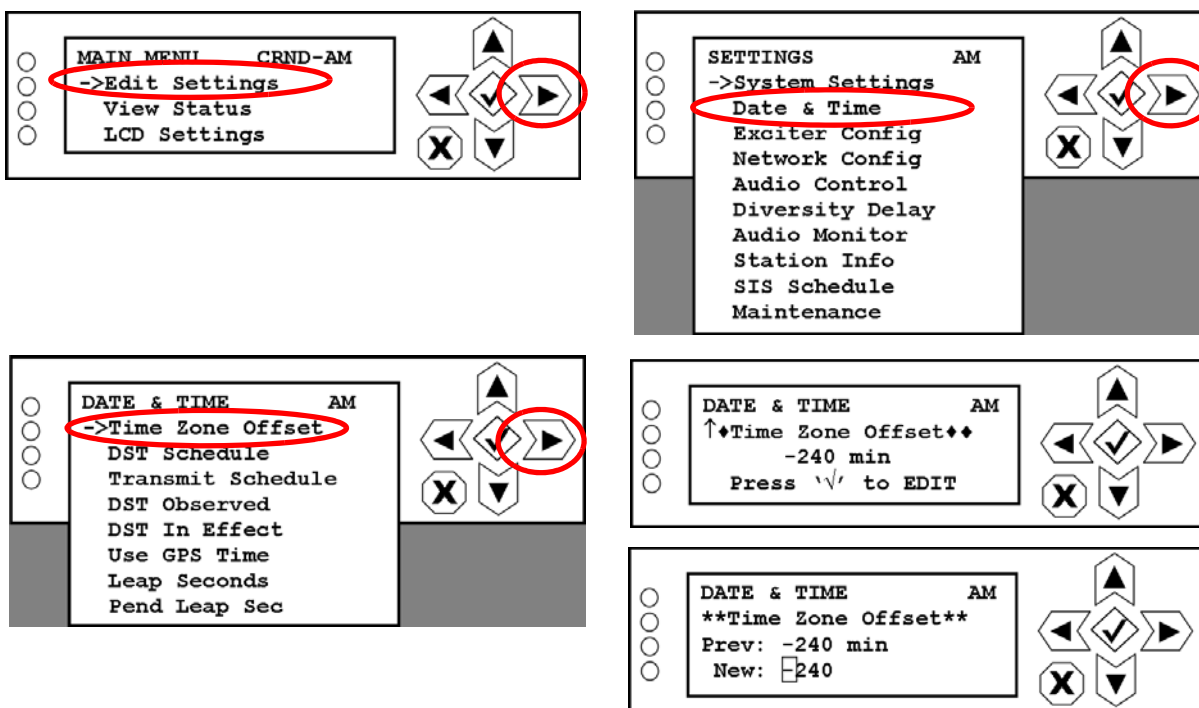 MAIN MENU CRND-AM
->Edit Settings
View Status
LCD Settings
X
SETTINGS AM
->System Settings
Date & Time
Exciter Config
Network Config
Audio Control
Diversity Delay
Audio Monitor
Station Info
SIS Schedule
Maintenance
X
DATE & TIME AM
->Time Zone Offset
DST Schedule
Transmit Schedule
DST Observed
DST In Effect
Use GPS Time
Leap Seconds
Pend Leap Sec
X
DATE & TIME AM
↑♦Time Zone Offset♦♦
-240 min
Press '√' to EDIT
X
DATE & TIME AM
**Time Zone Offset**
Prev: -240 min
New: -240
X